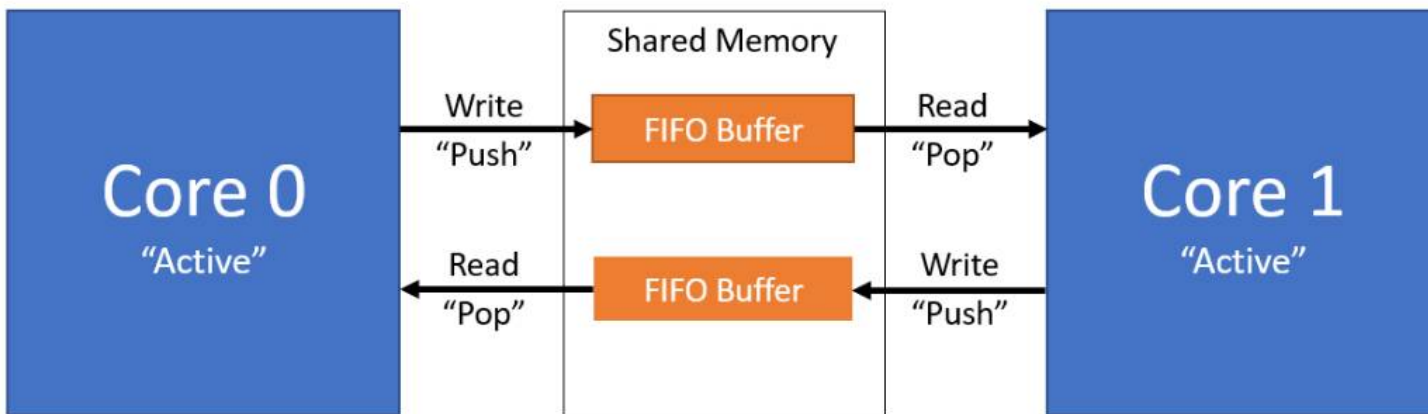 Shared Memory
Write
FIFO Buffer
Read
“Push”
“Pop”
Core 0
“Active”
Core 1
“Active”
Read
FIFO Buffer
Write
“Pop”
“Push”